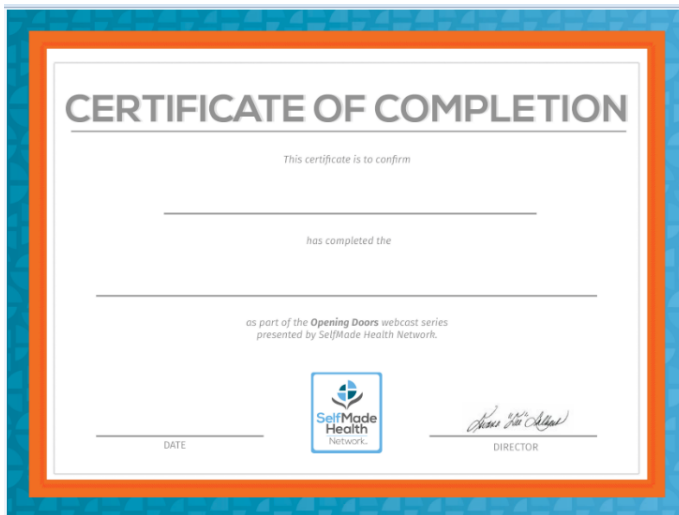 CERTIFICATE OF COMPLETION
This certificate is to confirm
has completed the
as part of the Opening Doors webcast series
presented by SelfMade Health Network.
SelfMade
Health
Network.
DATE
DIRECTOR